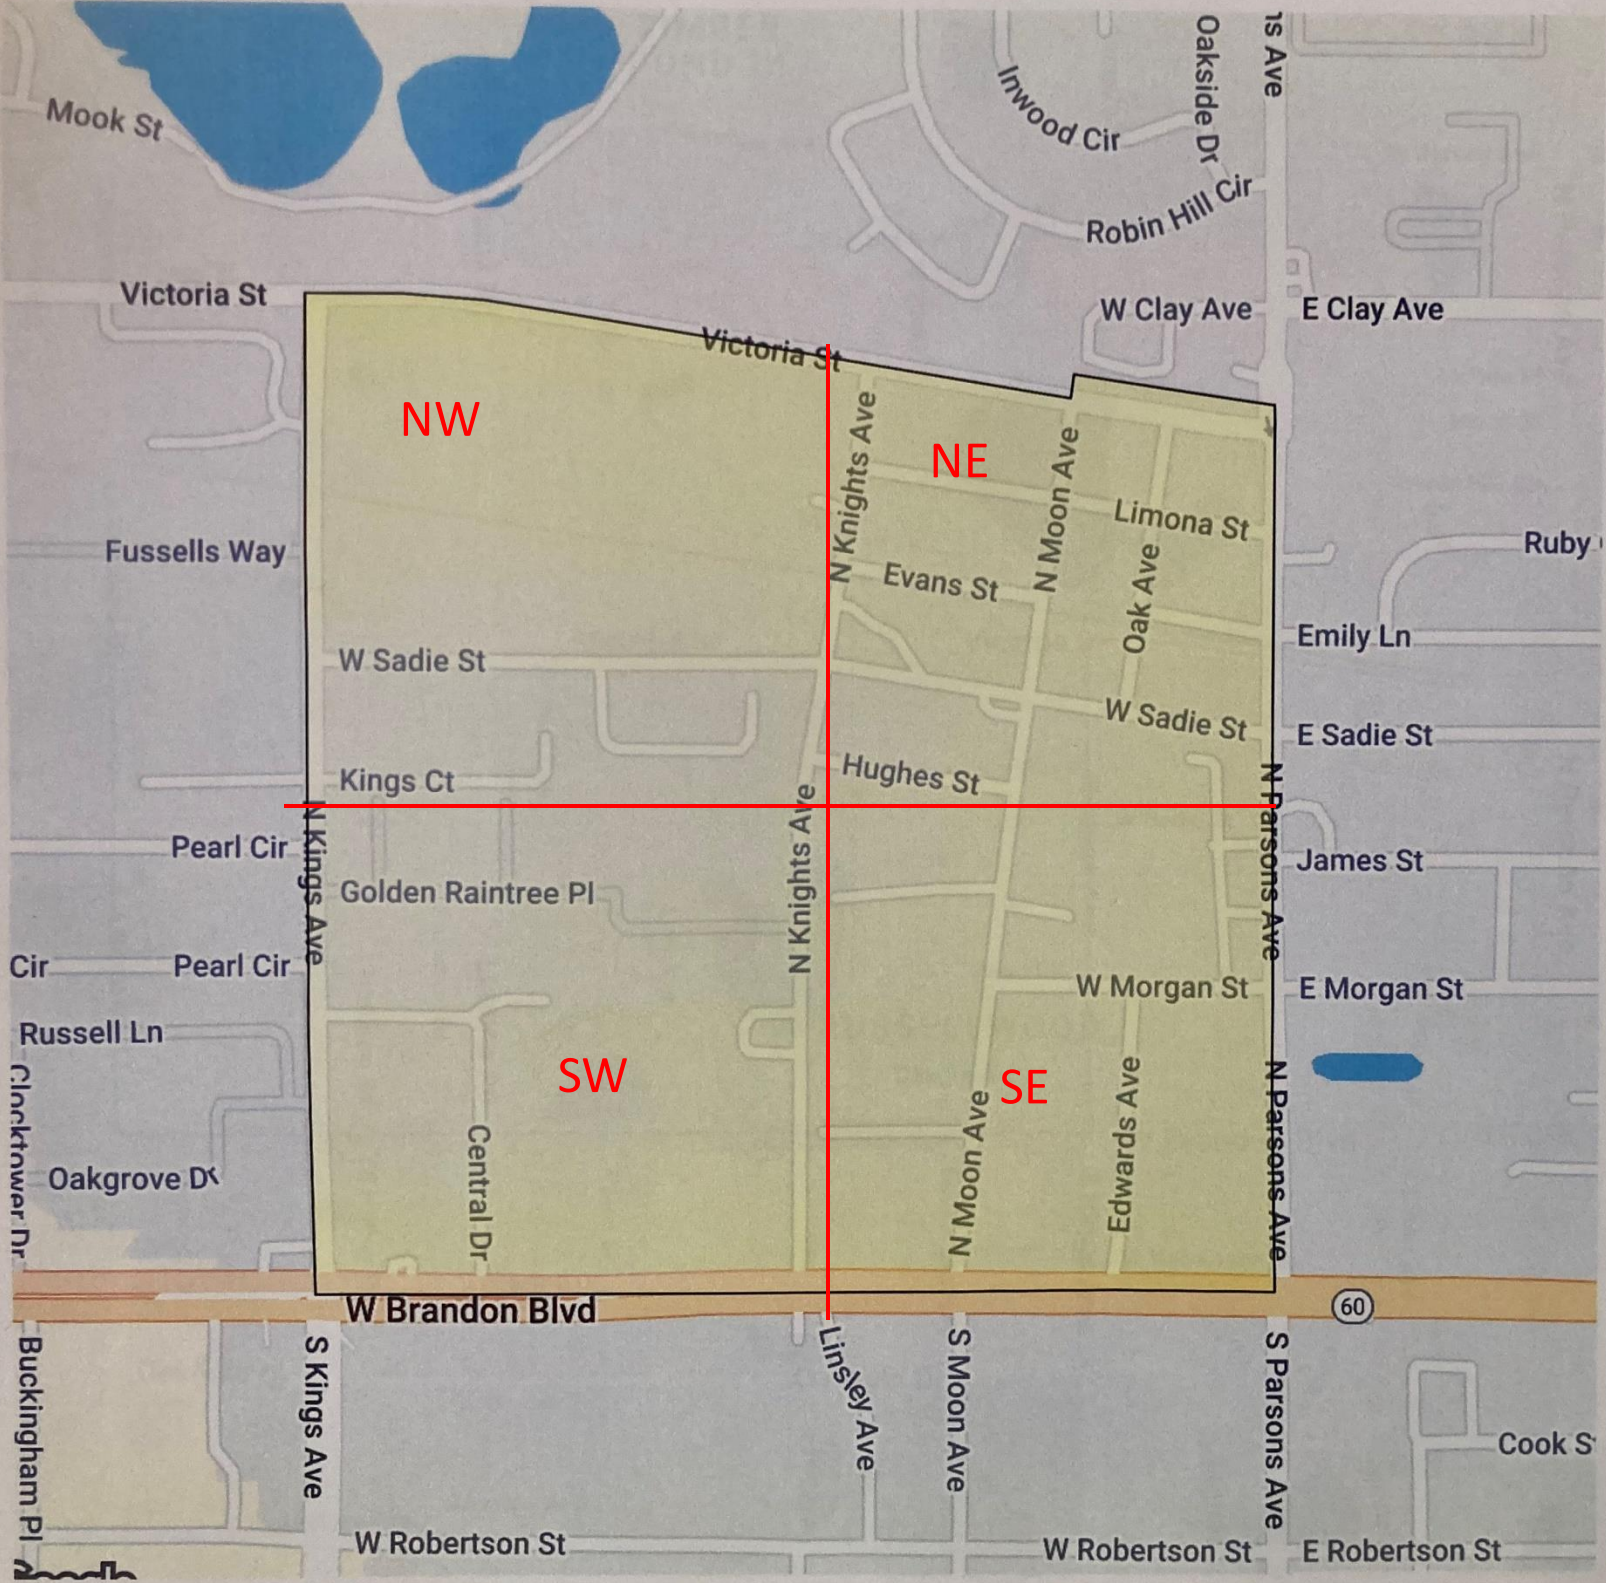 Oakside Dr
ns Ave
Inwood Cir
Mook St
Robin Hill Cir
Victoria St
W Clay Ave
E Clay Ave
Victoria St
NW
N Knights Ave
NE
N Moon Ave
Limona St
Fussells Way
Ruby
Evans St
Oak Ave
Emily Ln
W Sadie St
W Sadie St
E Sadie St
Hughes St
Kings Ct
N Kings Ave
N Knights Ave
N Parsons Ave
Pearl Cir
James St
Golden Raintree Pl
Cir
Pearl Cir
W Morgan St
E Morgan St
Russell Ln
Clocktower Dr
SW
SE
N Moon Ave
Edwards Ave
N Parsons Ave
Central Dr
Oakgrove Dr
W Brandon Blvd
60
Buckingham Pl
S Kings Ave
Linsley Ave
S Moon Ave
S Parsons Ave
Cook S
W Robertson St
W Robertson St
E Robertson St